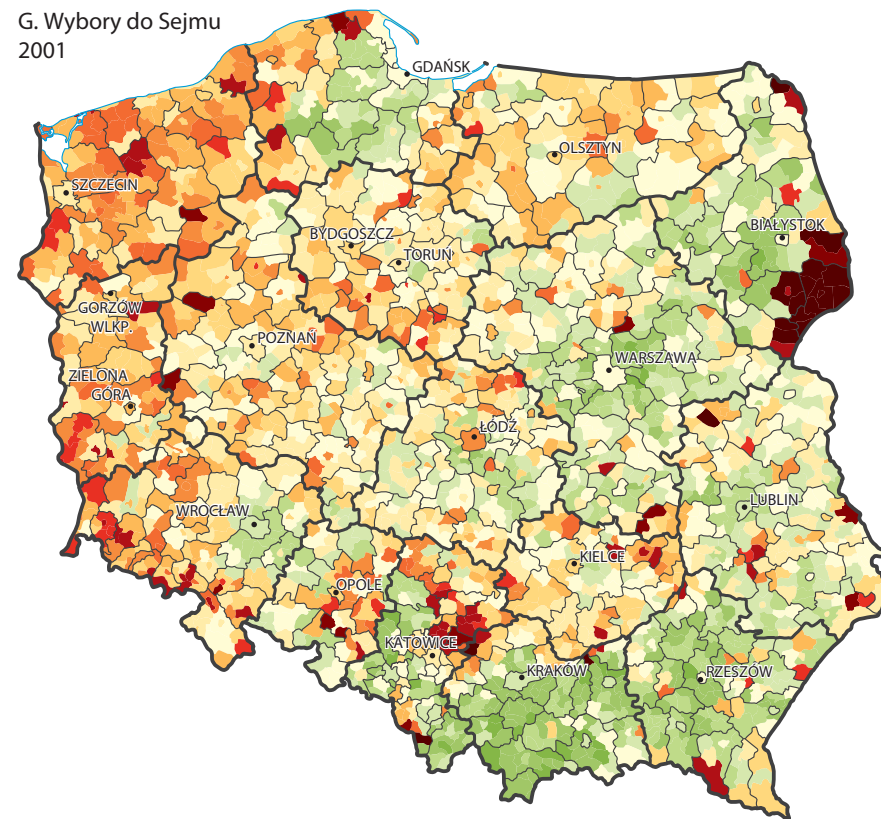 G. Wybory do Sejmu
2001
GDAŃSK
OLSZTYN
SZCZECIN
BIAŁYSTOK
BYDGOSZCZ
TORUŃ
GORZÓW
WLKP.
POZNAŃ
WARSZAWA
ZIELONA
GÓRA
ŁÓDŹ
LUBLIN
WROCŁAW
KIELCE
OPOLE
KATOWICE
KRAKÓW
RZESZÓW